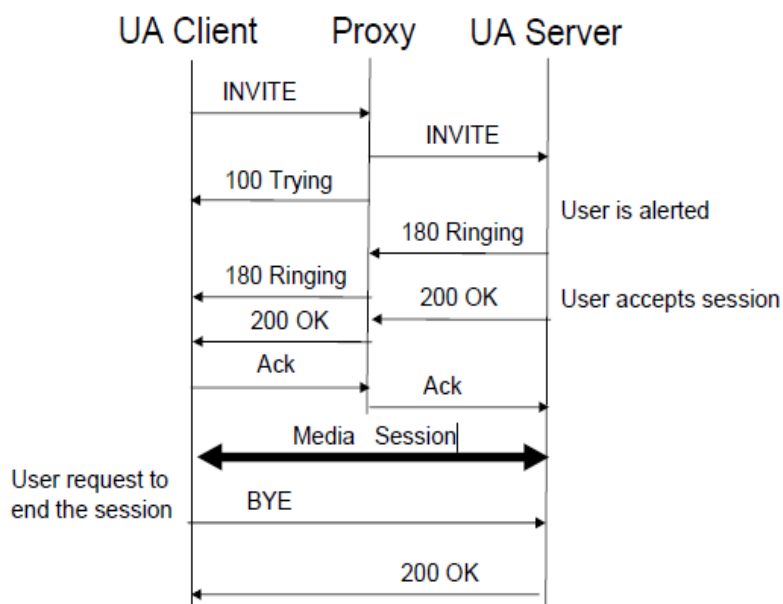 UA Client Proxy UA Server
INVITE
INVITE
100 Trying
User is alerted
180 Ringing
180 Ringing
200 OK User accepts session
200 OK
Ack
Ack
Media Session
User request to
end the session
BYE
200 OK